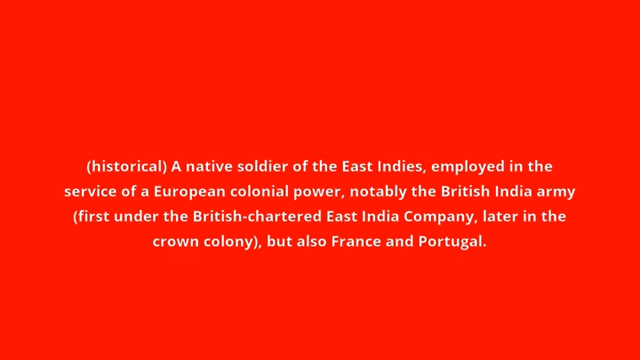 (historical) A native soldier of the East Indies, employed in the
service of a European colonial power, notably the British India army
(first under the British-chartered East India Company, later in the
crown colony), but also France and Portugal.